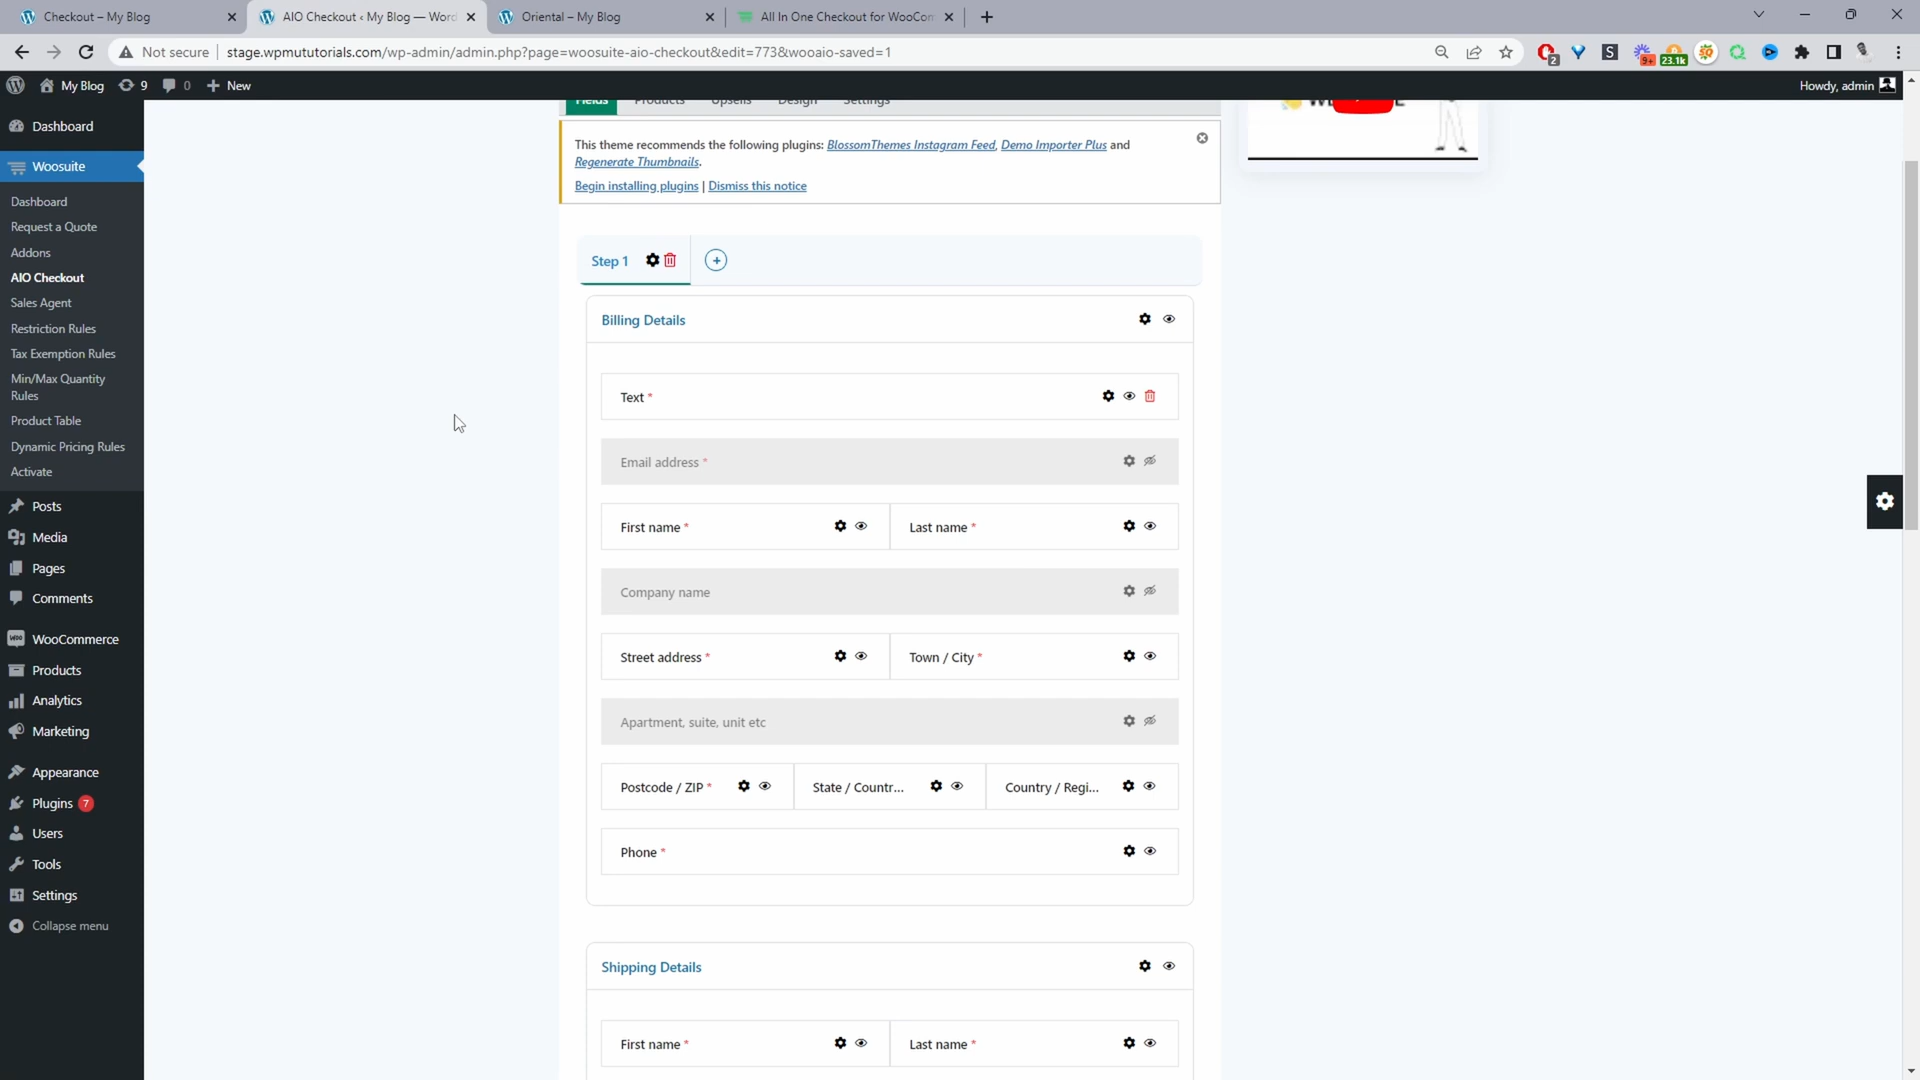 Checkout – My Blog
AIO Checkout ‹ My Blog — Word
Oriental – My Blog
All In One Checkout for WooCom
Not secure
stage.wpmututorials.com/wp-admin/admin.php?page=woosuite-aio-checkout&edit=773&wooaio-saved=1
2
9+
23.1k
My Blog
9
0
New
Howdy, admin
Dashboard
Woosuite
Dashboard
Request a Quote
Addons
AIO Checkout
Sales Agent
Restriction Rules
Tax Exemption Rules
Min/Max Quantity
Rules
Product Table
Dynamic Pricing Rules
Activate
Posts
Media
Pages
Comments
WooCommerce
Products
Analytics
Marketing
Appearance
Plugins 7
Users
Tools
Settings
Collapse menu
Fields
Products
Upsells
Design
Settings
This theme recommends the following plugins: BlossomThemes Instagram Feed, Demo Importer Plus and
Regenerate Thumbnails.
Begin installing plugins | Dismiss this notice
Step 1
Billing Details
Text *
Email address *
First name *
Last name *
Company name
Street address *
Town / City *
Apartment, suite, unit etc
Postcode / ZIP *
State / Countr...
Country / Regi...
Phone *
Shipping Details
First name *
Last name *